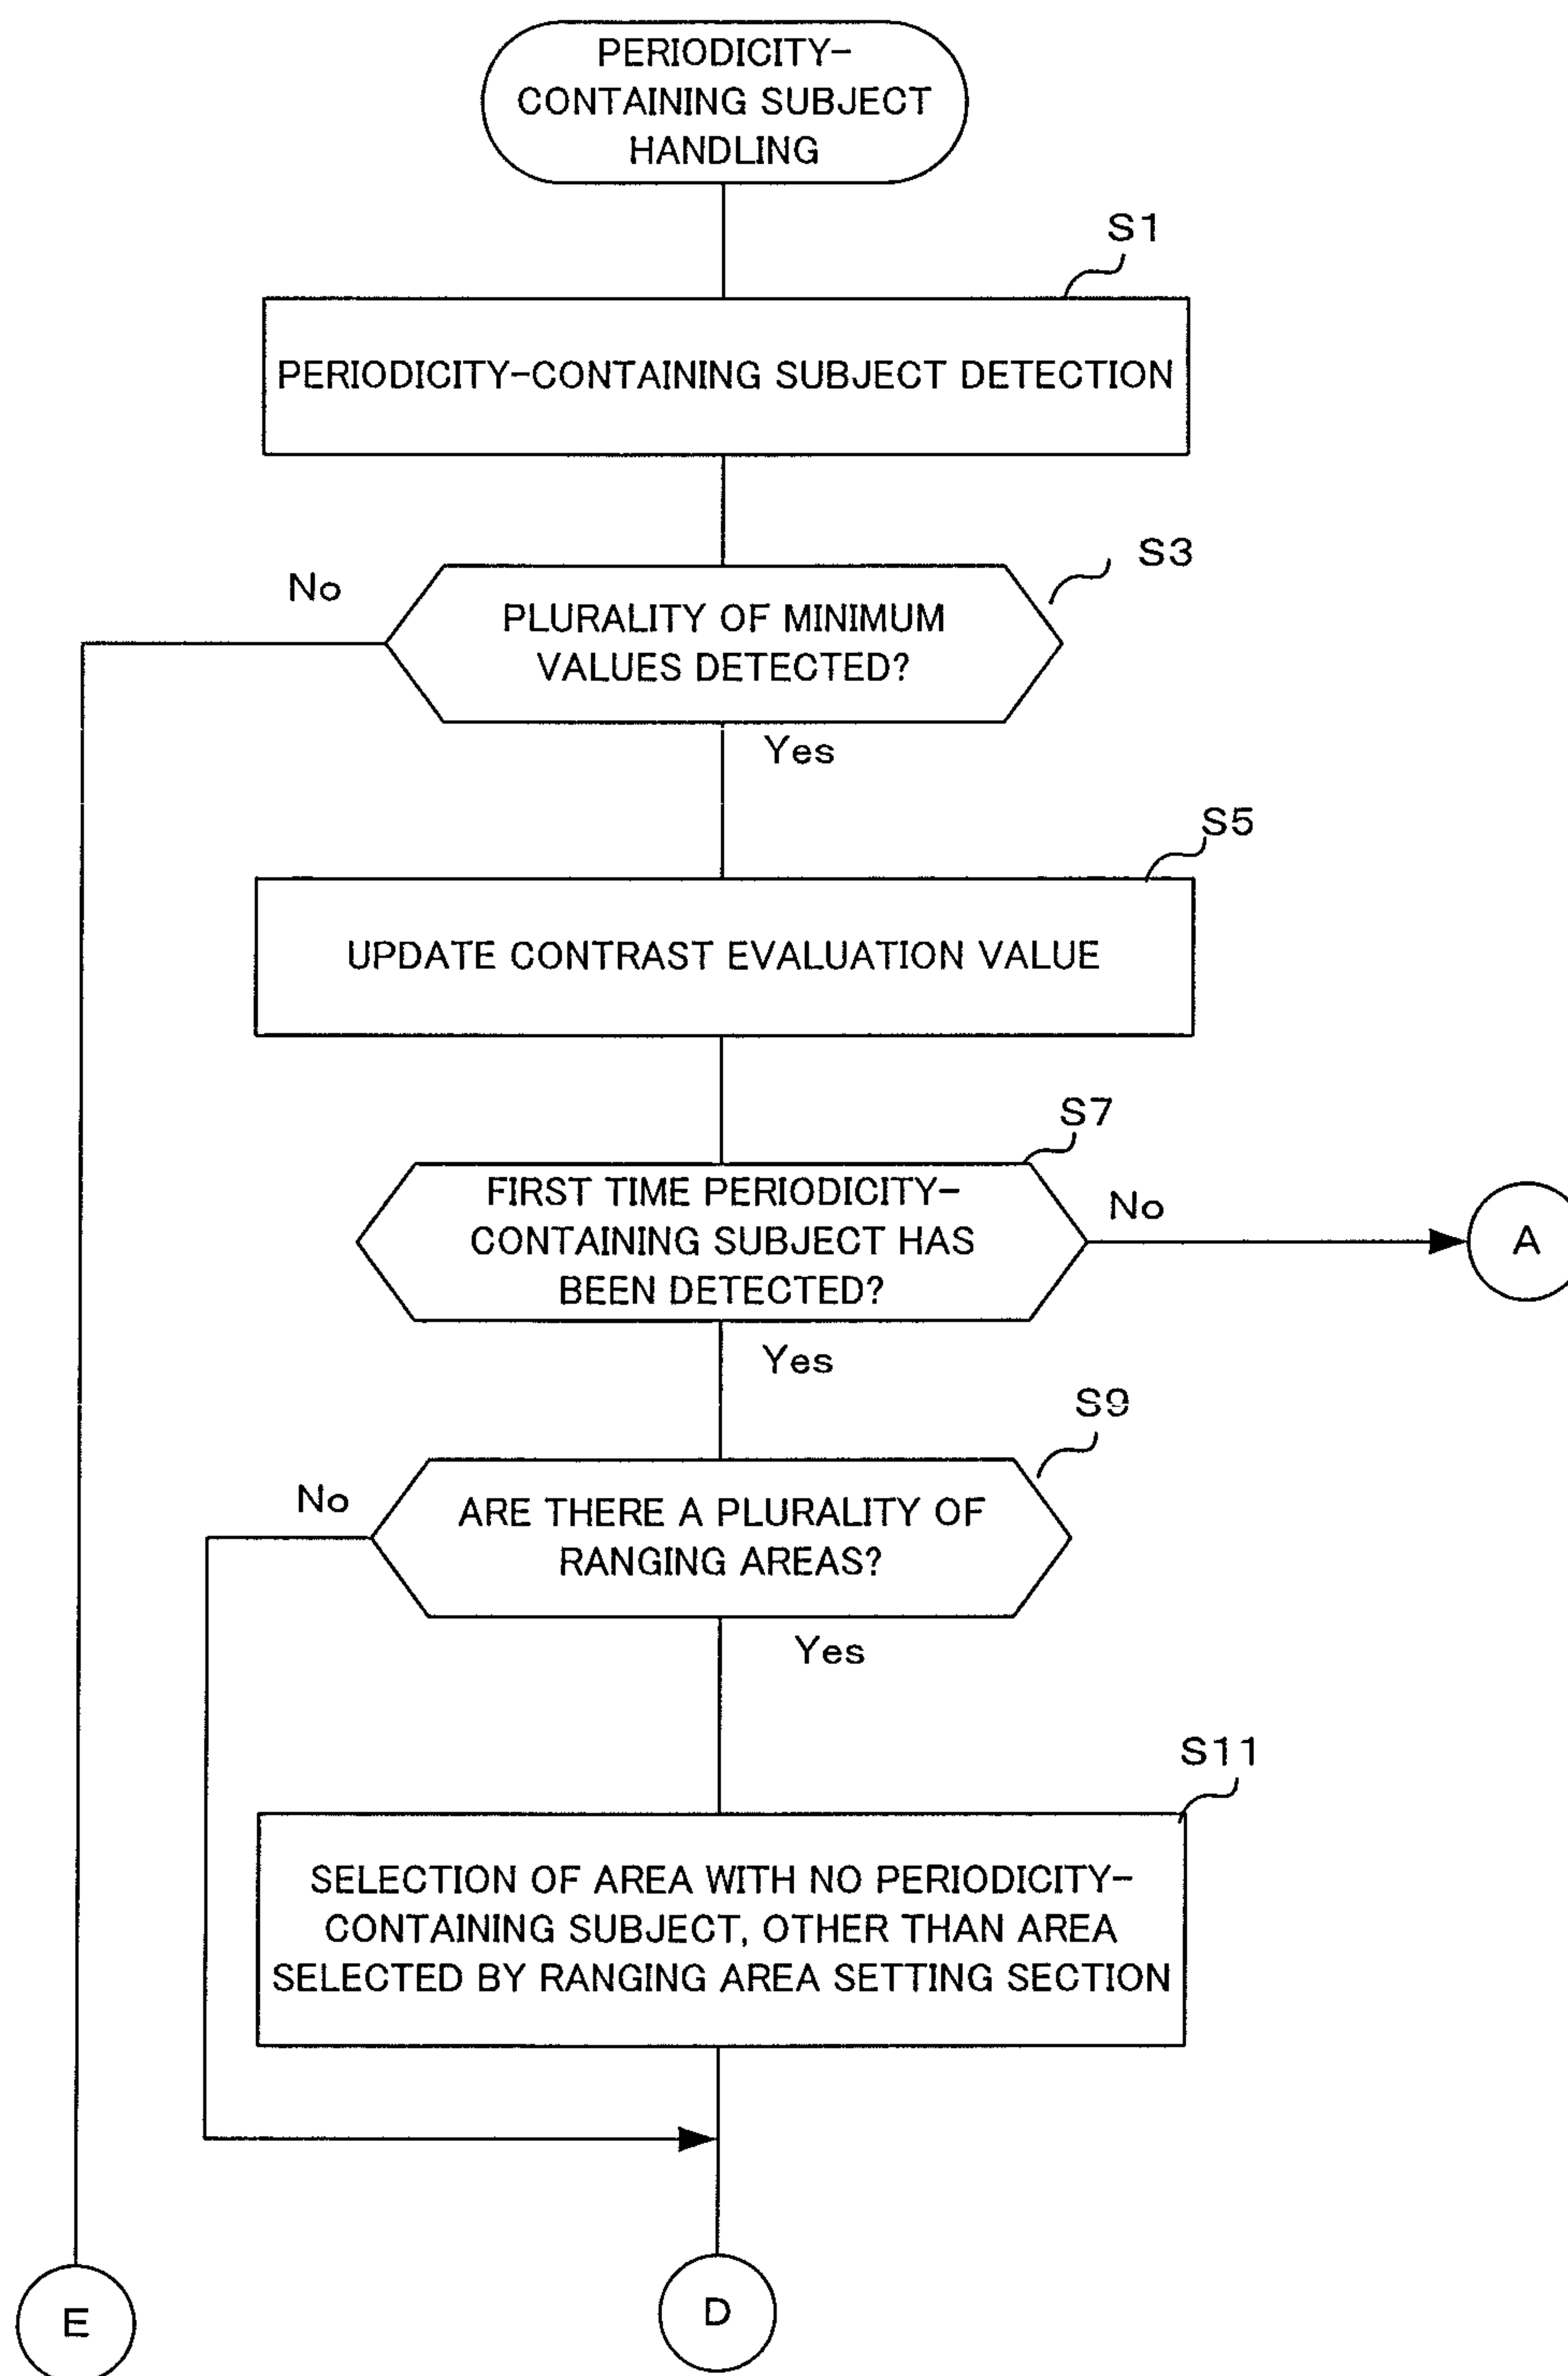 PERIODICITY-
CONTAINING SUBJECT
HANDLING
S1
PERIODICITY-CONTAINING SUBJECT DETECTION
S3
No
PLURALITY OF MINIMUM
VALUES DETECTED?
Yes
S5
UPDATE CONTRAST EVALUATION VALUE
S7
FIRST TIME PERIODICITY-
CONTAINING SUBJECT HAS
BEEN DETECTED?
No
A
Yes
S9
No
ARE THERE A PLURALITY OF
RANGING AREAS?
Yes
S11
SELECTION OF AREA WITH NO PERIODICITY-
CONTAINING SUBJECT, OTHER THAN AREA
SELECTED BY RANGING AREA SETTING SECTION
E
D